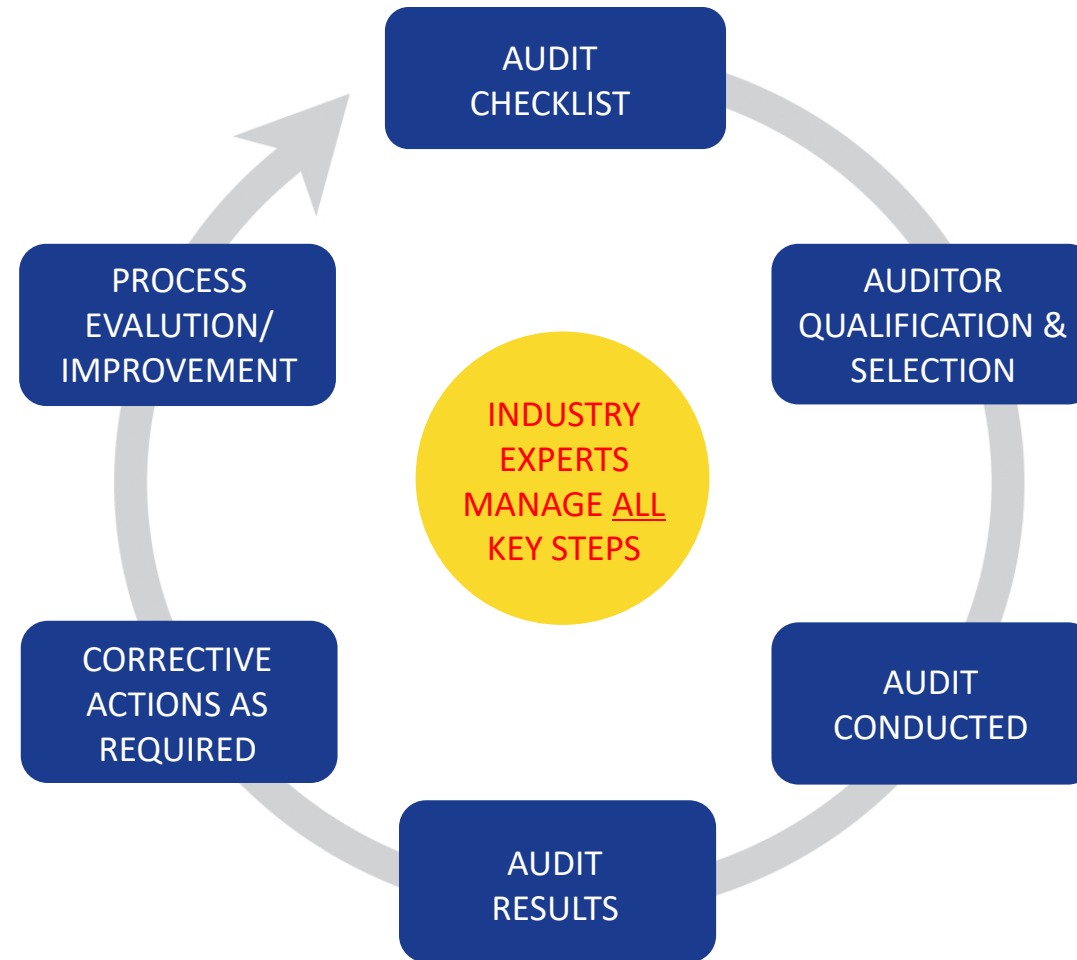 AUDIT
CHECKLIST
AUDITOR
QUALIFICATION &
SELECTION
AUDIT
CONDUCTED
AUDIT
RESULTS
CORRECTIVE
ACTIONS AS
REQUIRED
PROCESS
EVALUTION/
IMPROVEMENT
INDUSTRY
EXPERTS
MANAGE ALL
KEY STEPS